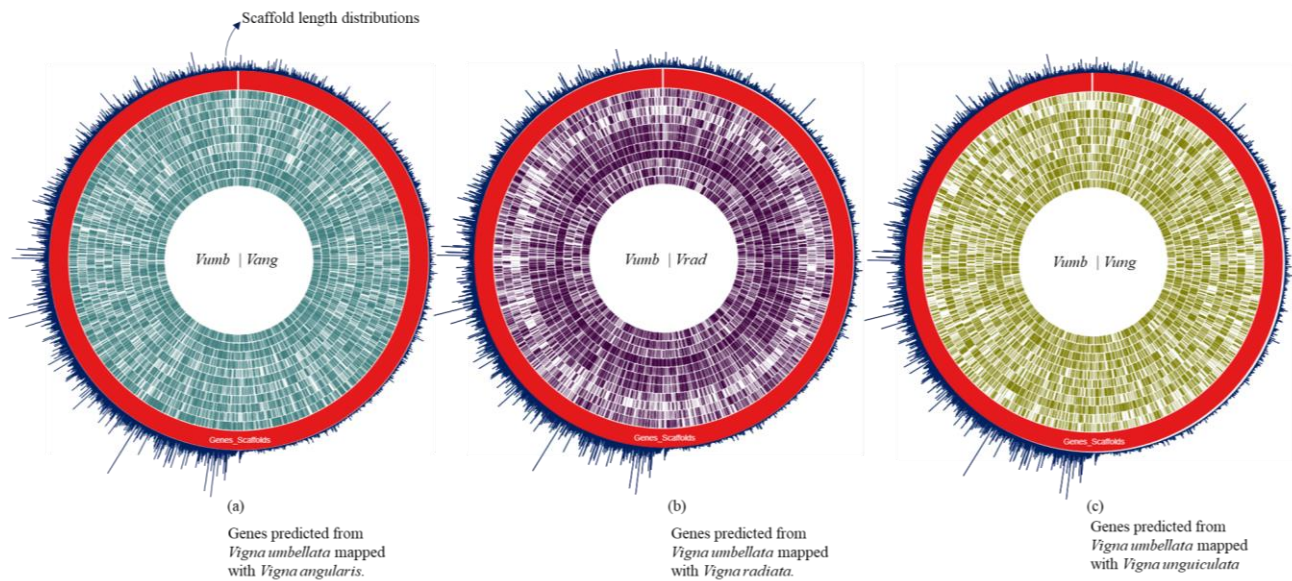 Scaffold length distributions
Vumb | Vang
Vumb | Vrad
Vumb | Vung
Genes_Scaffolds
Genes_Scaffolds
Genes_Scaffolds
(a)
Genes predicted from
Vigna umbellata mapped
with Vigna angularis.
(b)
Genes predicted from
Vigna umbellata mapped
with Vigna radiata.
(c)
Genes predicted from
Vigna umbellata mapped
with Vigna unguiculata